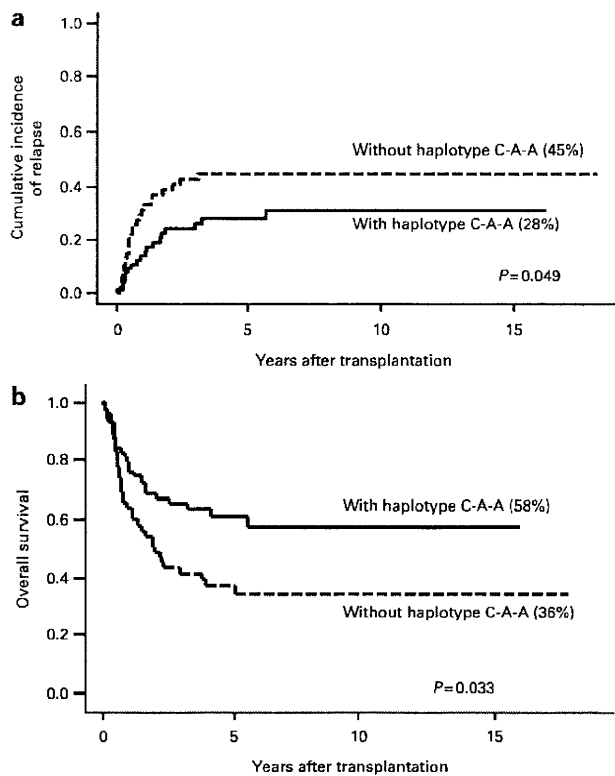 a
1.0
0.8
0.6
0.4
0.2
0.0
Cumulative incidence
of relapse
Without haplotype C-A-A (45%)
With haplotype C-A-A (28%)
P=0.049
0 5 10 15
Years after transplantation
b
1.0
0.8
0.6
0.4
0.2
0.0
Overall survival
With haplotype C-A-A (58%)
Without haplotype C-A-A (36%)
P=0.033
0 5 10 15
Years after transplantation